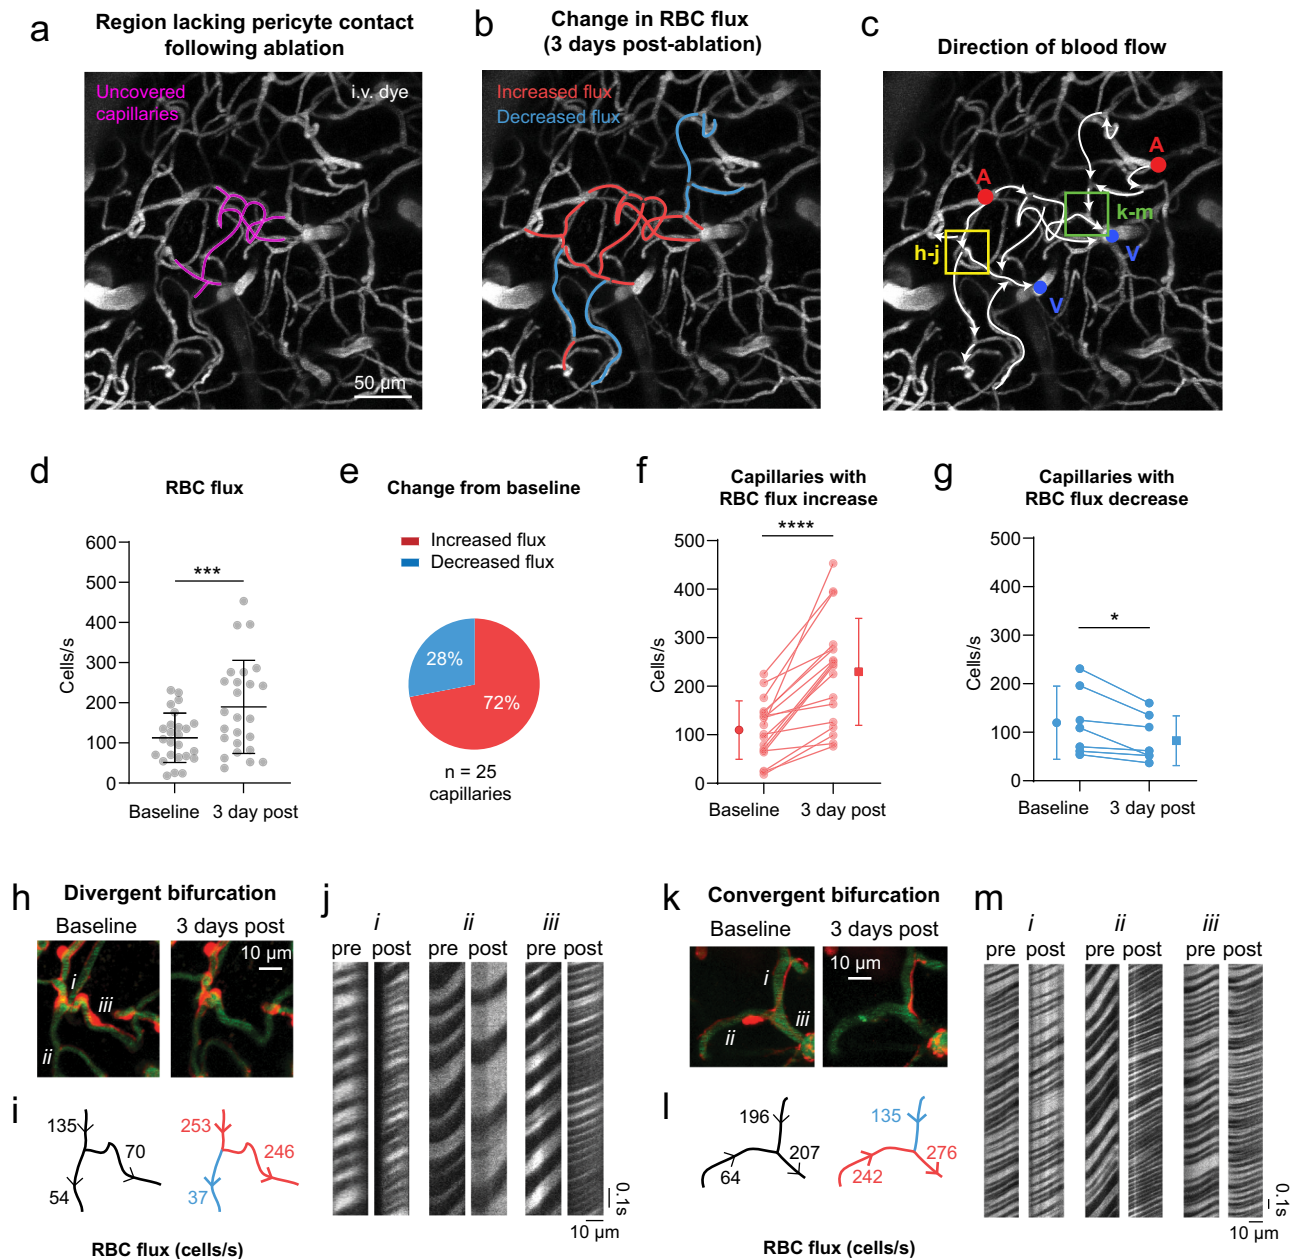 a
Region lacking pericyte contact
following ablation
Uncovered
capillaries
i.v. dye
50 µm
b
Change in RBC flux
(3 days post-ablation)
Increased flux
Decreased flux
c
Direction of blood flow
A
A
k-m
h-j
V
V
d
RBC flux
Cells/s
600
500
400
300
200
100
0
***
Baseline
3 day post
e
Change from baseline
Increased flux
Decreased flux
28%
72%
n = 25
capillaries
f
Capillaries with
RBC flux increase
Cells/s
500
400
300
200
100
0
****
Baseline
3 day post
g
Capillaries with
RBC flux decrease
Cells/s
500
400
300
200
100
0
*
Baseline
3 day post
h
Divergent bifurcation
Baseline
3 days post
10 µm
i
iii
ii
i
135
70
54
253
246
37
RBC flux (cells/s)
j
i
ii
iii
pre post
pre post
pre post
0.1s
10 µm
k
Convergent bifurcation
Baseline
3 days post
10 µm
i
ii
iii
l
196
207
64
135
276
242
RBC flux (cells/s)
m
i
ii
iii
pre post
pre post
pre post
0.1s
10 µm